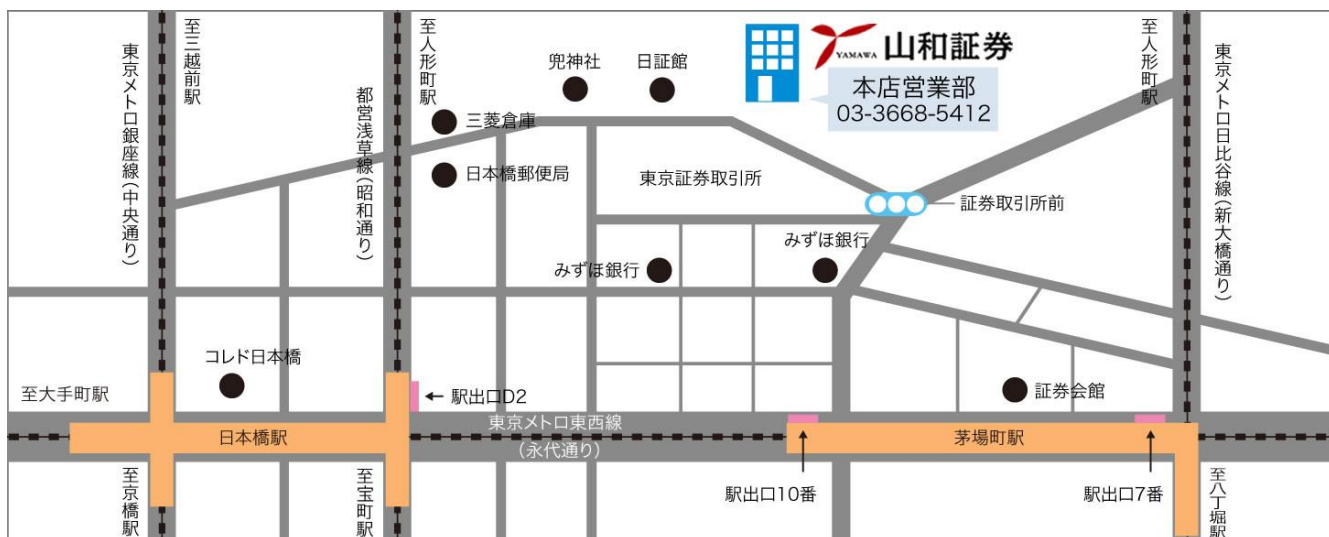 至三越前駅
東京メトロ銀座線(中央通り)
至人形町駅
都営浅草線(昭和通り)
兜神社
日証館
YAMAWA 山和証券
本店営業部
03-3668-5412
至人形町駅
東京メトロ日比谷線(新大橋通り)
三菱倉庫
日本橋郵便局
東京証券取引所
証券取引所前
みずほ銀行
みずほ銀行
コレド日本橋
至大手町駅
駅出口D2
証券会館
日本橋駅
東京メトロ東西線
(永代通り)
茅場町駅
至京橋駅
至宝町駅
駅出口10番
駅出口7番
至八丁堀駅